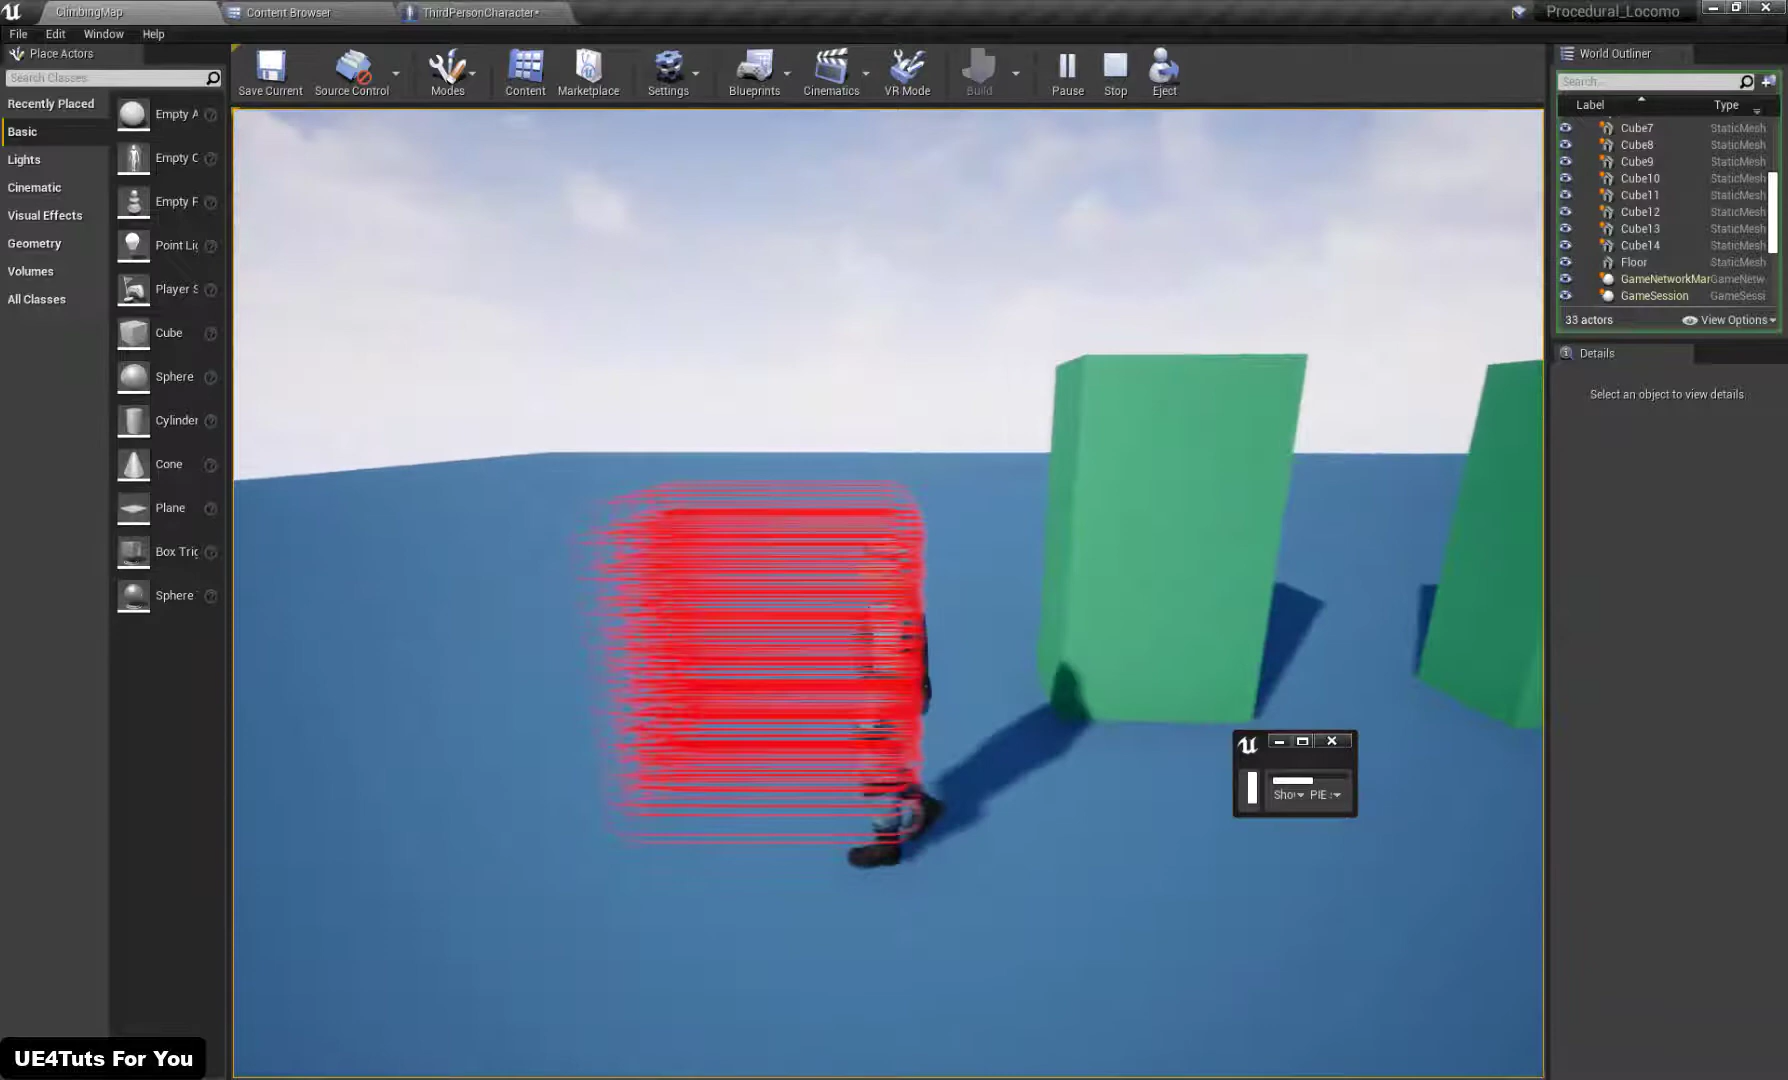 ClimbingMap
Content Browser
ThirdPersonCharacter*
Procedural_Locomo
File Edit Window Help
Place Actors
Search Classes
Recently Placed
Basic
Lights
Cinematic
Visual Effects
Geometry
Volumes
All Classes
Empty A
Empty C
Empty F
Point Lig
Player S
Cube
Sphere
Cylinder
Cone
Plane
Box Trig
Sphere
Save Current
Source Control
Modes
Content
Marketplace
Settings
Blueprints
Cinematics
VR Mode
Build
Pause
Stop
Eject
World Outliner
Search...
Label Type
Cube7 StaticMesh
Cube8 StaticMesh
Cube9 StaticMesh
Cube10 StaticMesh
Cube11 StaticMesh
Cube12 StaticMesh
Cube13 StaticMesh
Cube14 StaticMesh
Floor StaticMesh
GameNetworkMar GameNetw
GameSession GameSessi
33 actors View Options
Details
Select an object to view details.
Sho PIE
UE4Tuts For You